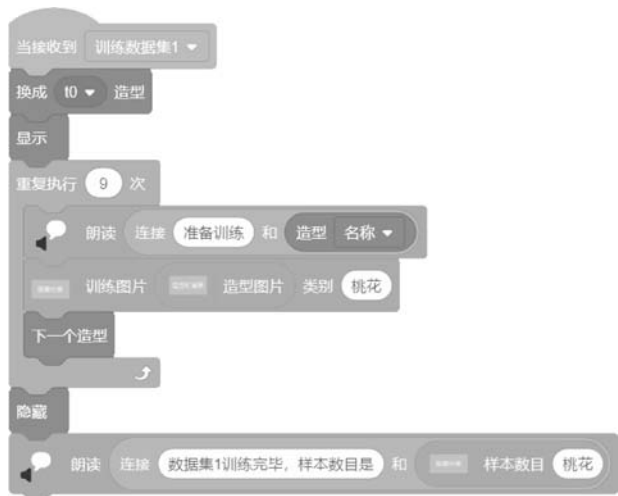 当接收到 训练数据集1
换成 t0 造型
显示
重复执行 9 次
朗读 连接 准备训练 和 造型 名称
训练图片 造型图片 类别 桃花
下一个造型
隐藏
朗读 连接 数据集1训练完毕，样本数目是 和 样本数目 桃花